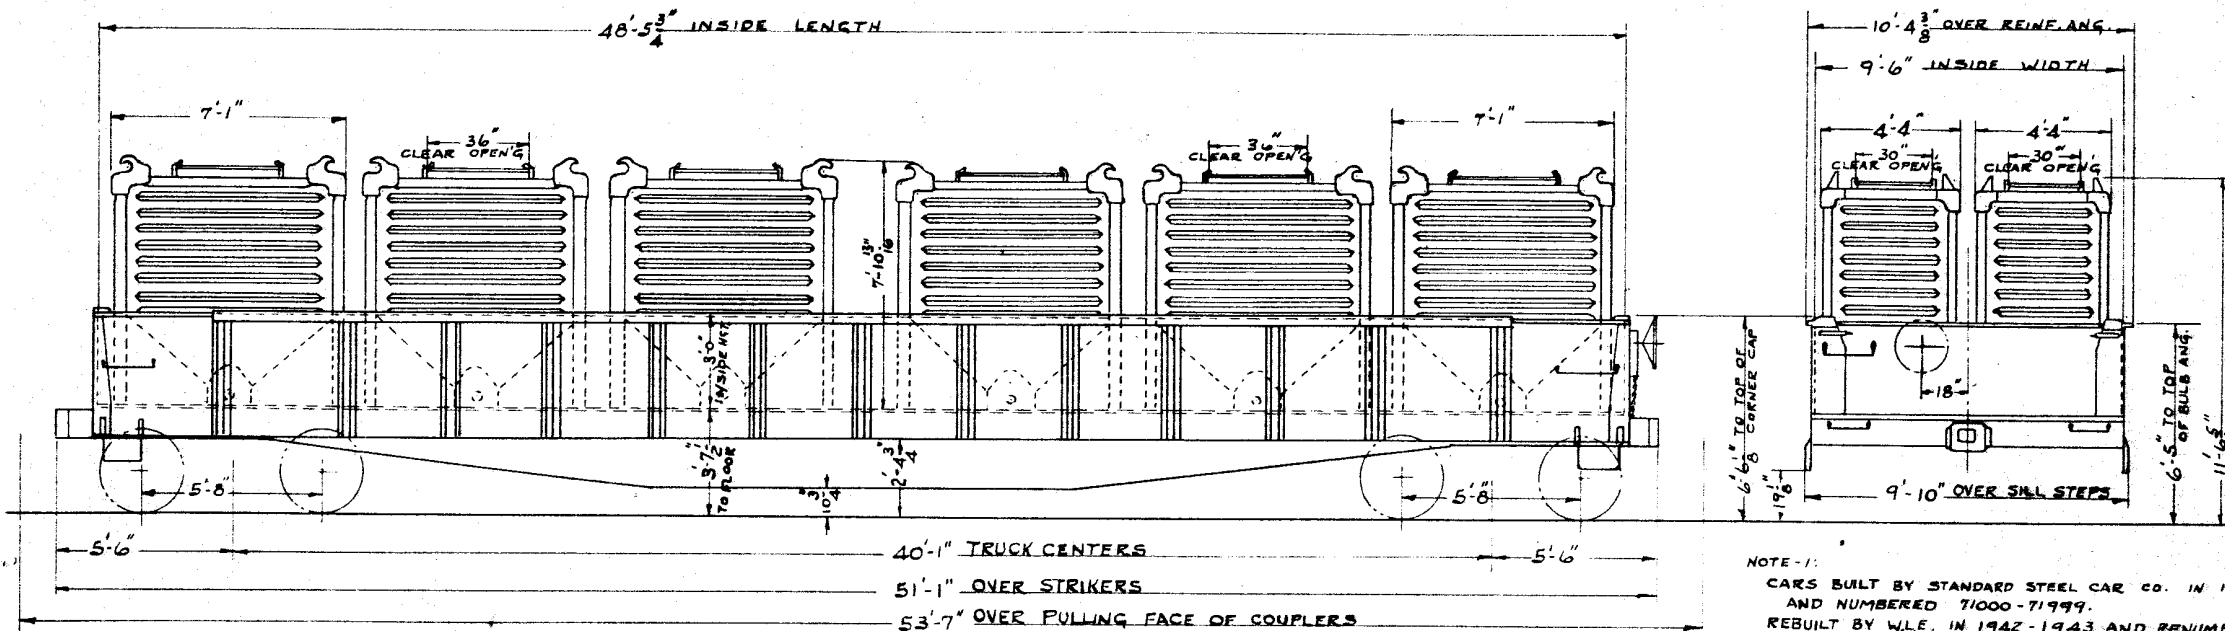 48'-5 3/4" INSIDE LENGTH
10'-4 3/8" OVER REINF. ANG.
9'-6" INSIDE WIDTH
7'-1"
36"
CLEAR OPEN'G
36"
CLEAR OPEN'G
7'-1"
4'-4"
4'-4"
30"
CLEAR OPEN'G
30"
CLEAR OPEN'G
7'-10 13/16"
3'-0"
INSIDE HGT.
3'-7 1/2"
TO FLOOR
10 3/4"
2'-4 3/4"
5'-8"
5'-8"
6'-6 1/8" TO TOP OF
CORNER CAP
19 1/8"
18"
6'-5" TO TOP
OF BULB ANG.
11'-6 5/8"
9'-10" OVER SILL STEPS
5'-6"
40'-1" TRUCK CENTERS
5'-6"
51'-1" OVER STRIKERS
53'-7" OVER PULLING FACE OF COUPLERS
NOTE-1:
CARS BUILT BY STANDARD STEEL CAR CO. IN
AND NUMBERED 71000-71999.
REBUILT BY W.L.E. IN 1942-1943 AND